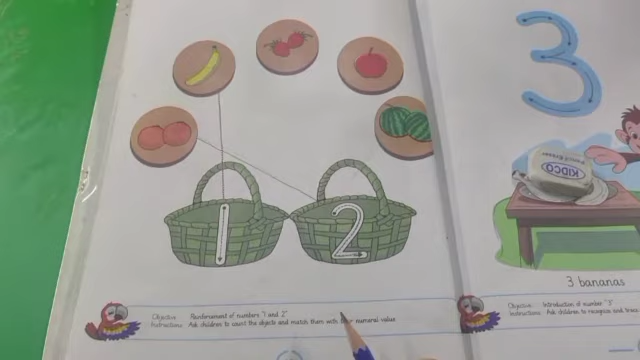 1
2
Objective: Reinforcement of numbers "1 and 2"
Instructions: Ask children to count the objects and match them with numeral value
3
Pencil Eraser
KIDCO
3 bananas
Objective: Introduction of number "3"
Instructions: Ask children to recognize and trace